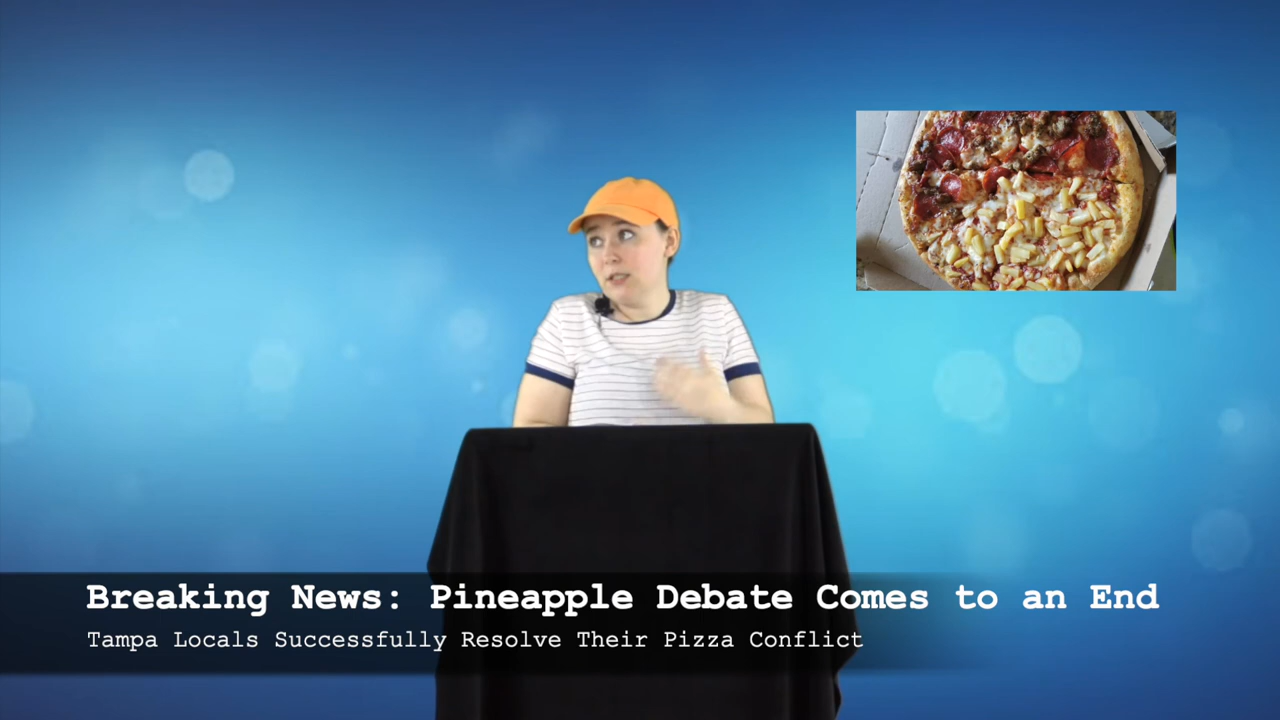 Breaking News: Pineapple Debate Comes to an End
Tampa Locals Successfully Resolve Their Pizza Conflict